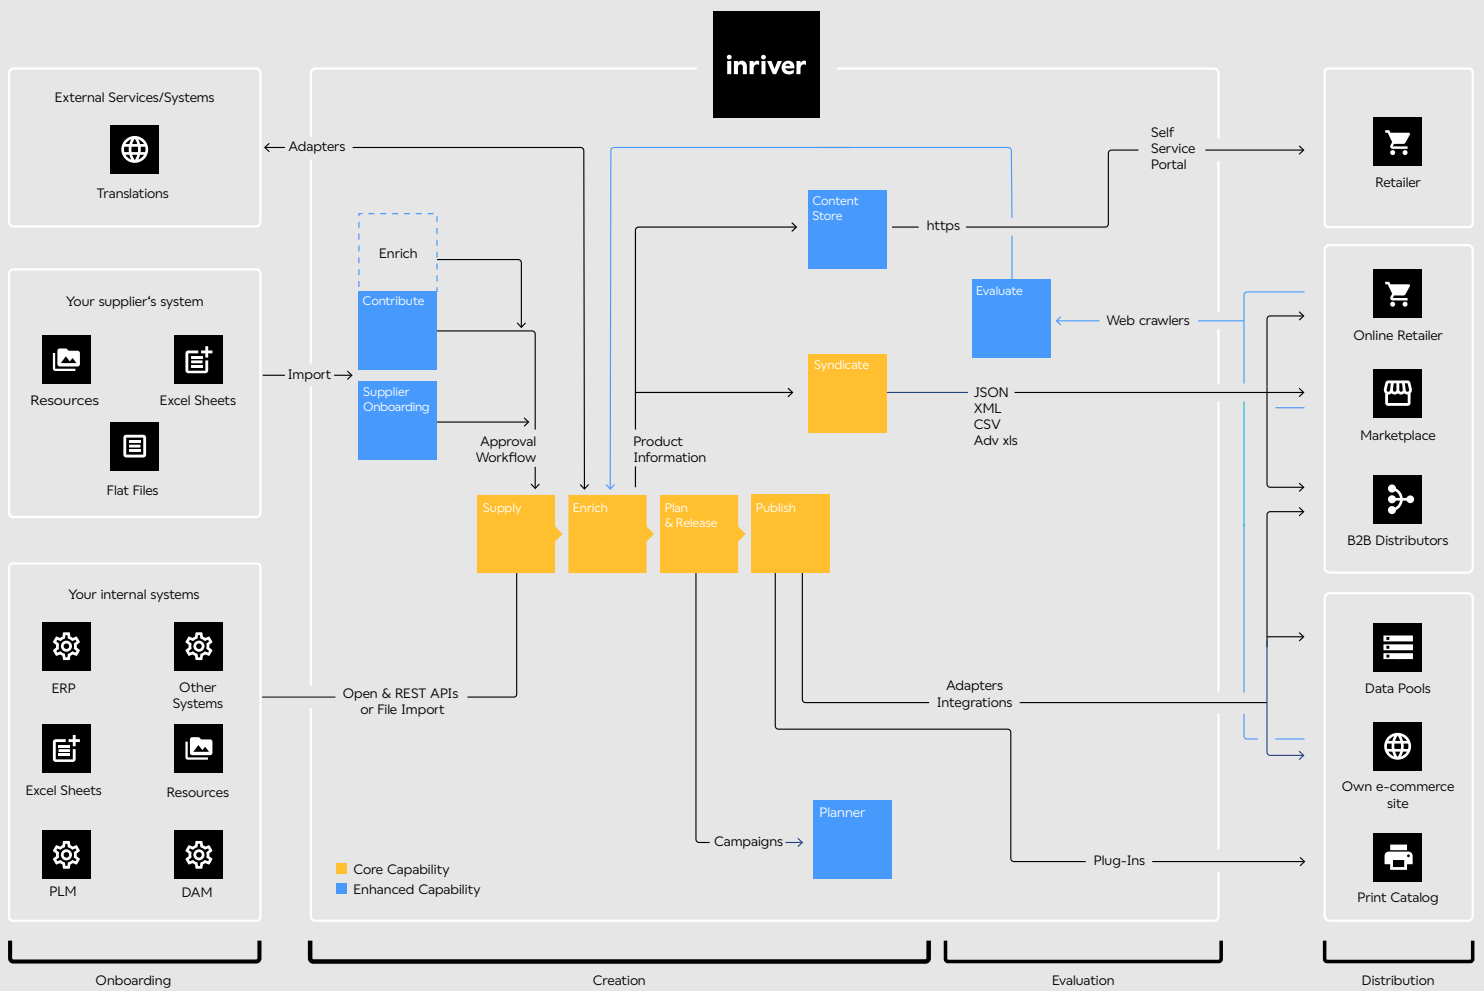 inriver
External Services/Systems
Translations
Adapters
Your supplier's system
Resources
Excel Sheets
Flat Files
Import
Your internal systems
ERP
Other
Systems
Excel Sheets
Resources
PLM
DAM
Open & REST APIs
or File Import
Enrich
Contribute
Supplier
Onboarding
Approval
Workflow
Product
Information
Supply
Enrich
Plan
& Release
Publish
Content
Store
https
Self
Service
Portal
Evaluate
Web crawlers
Syndicate
JSON
XML
CSV
Adv xls
Adapters
Integrations
Campaigns
Planner
Plug-Ins
Core Capability
Enhanced Capability
Retailer
Online Retailer
Marketplace
B2B Distributors
Data Pools
Own e-commerce
site
Print Catalog
Onboarding
Creation
Evaluation
Distribution